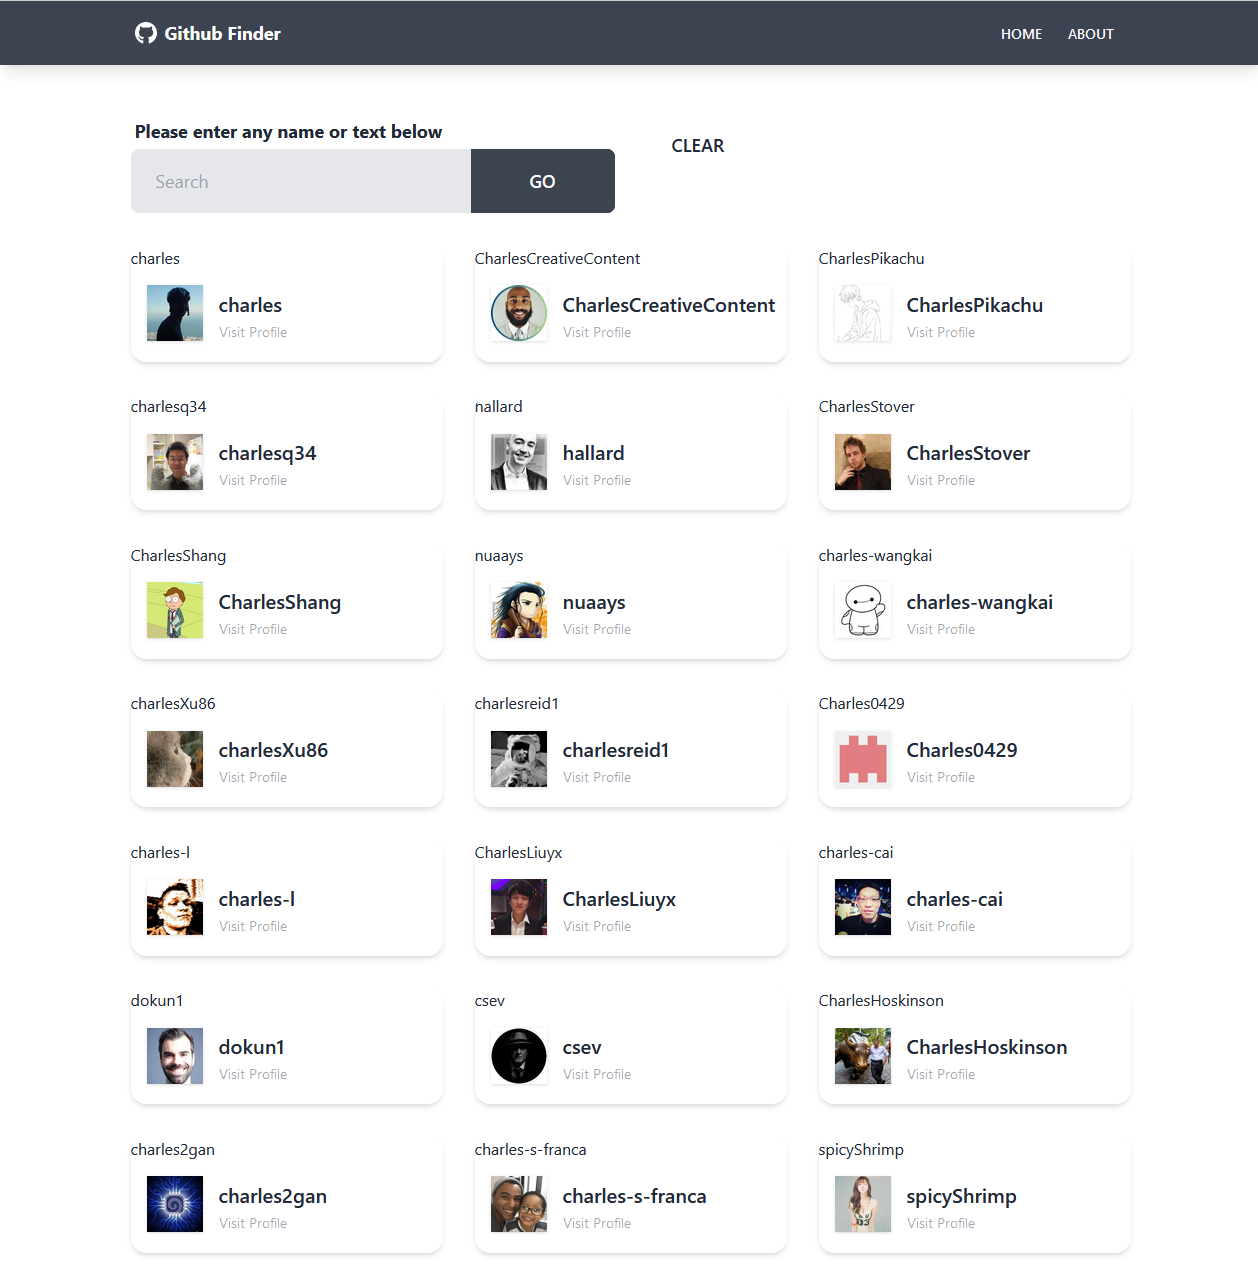 Github Finder
HOME ABOUT
Please enter any name or text below
CLEAR
Search
GO
charles
charles
Visit Profile
CharlesCreativeContent
CharlesCreativeContent
Visit Profile
CharlesPikachu
CharlesPikachu
Visit Profile
charlesq34
charlesq34
Visit Profile
hallard
hallard
Visit Profile
CharlesStover
CharlesStover
Visit Profile
CharlesShang
CharlesShang
Visit Profile
nuaays
nuaays
Visit Profile
charles-wangkai
charles-wangkai
Visit Profile
charlesXu86
charlesXu86
Visit Profile
charlesreid1
charlesreid1
Visit Profile
Charles0429
Charles0429
Visit Profile
charles-l
charles-l
Visit Profile
CharlesLiuyx
CharlesLiuyx
Visit Profile
charles-cai
charles-cai
Visit Profile
dokun1
dokun1
Visit Profile
csev
csev
Visit Profile
CharlesHoskinson
CharlesHoskinson
Visit Profile
charles2gan
charles2gan
Visit Profile
charles-s-franca
charles-s-franca
Visit Profile
spicyShrimp
spicyShrimp
Visit Profile